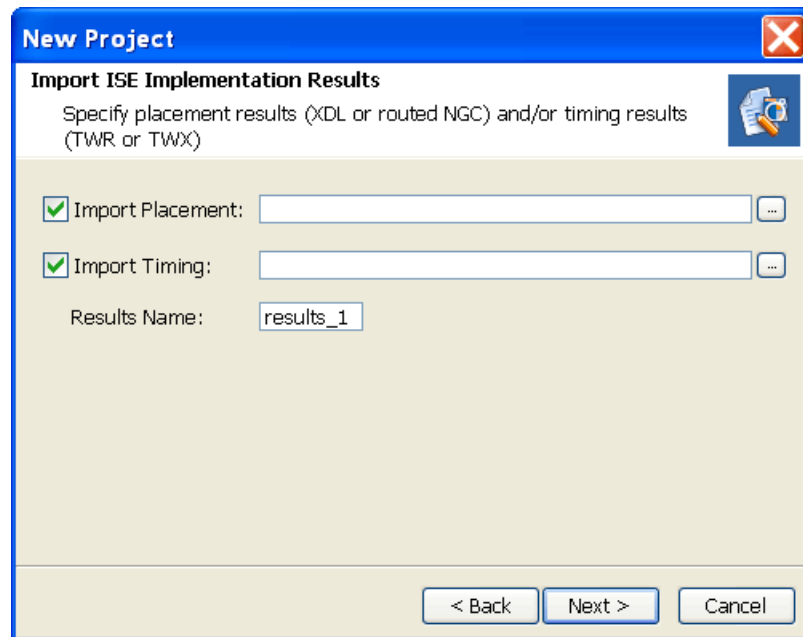 New Project
Import ISE Implementation Results
Specify placement results (XDL or routed NGC) and/or timing results
(TWR or TWX)
Import Placement:
...
Import Timing:
...
Results Name: results_1
< Back Next > Cancel